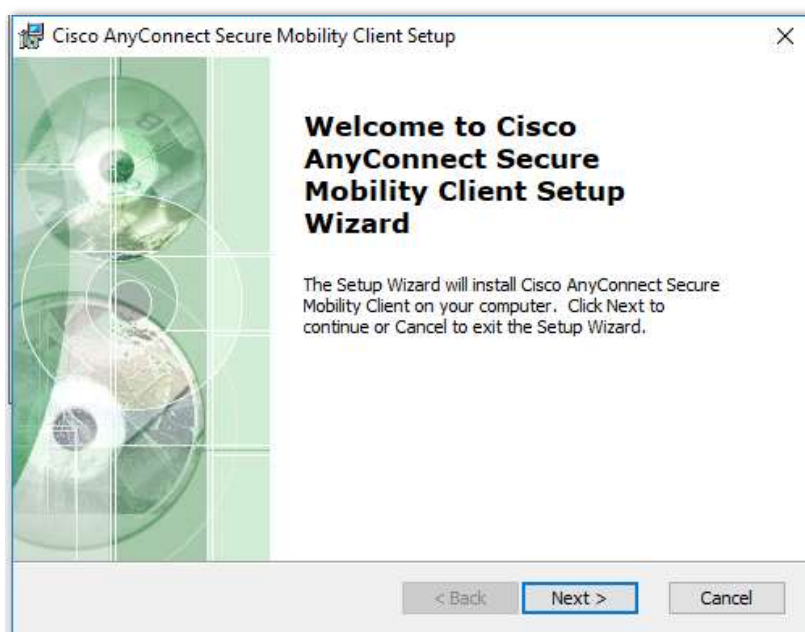 Cisco AnyConnect Secure Mobility Client Setup
Welcome to Cisco
AnyConnect Secure
Mobility Client Setup
Wizard
The Setup Wizard will install Cisco AnyConnect Secure
Mobility Client on your computer. Click Next to
continue or Cancel to exit the Setup Wizard.
< Back
Next >
Cancel